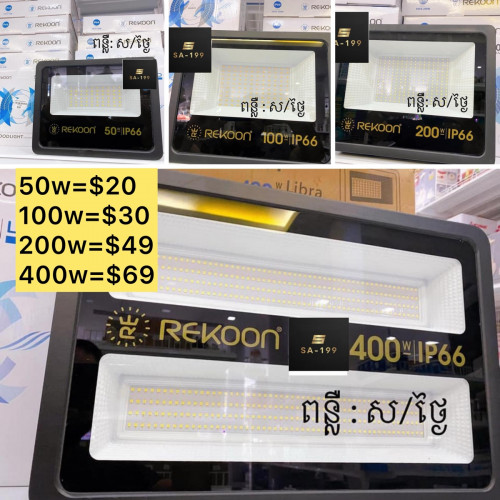 ពន្លឺ: ស/ថ្ងៃ
SA-199
REKOON
50W IP66
SA-199
ពន្លឺ : ស/ថ្ងៃ
REKOON
100W IP66
SA-199
ពន្លឺ : ស/ថ្ងៃ
REKOON
200W IP66
50w=$20
100w=$30
200w=$49
400w=$69
Libra
REKOON®
SA-199
400W IP66
ពន្លឺ : ស/ថ្ងៃ